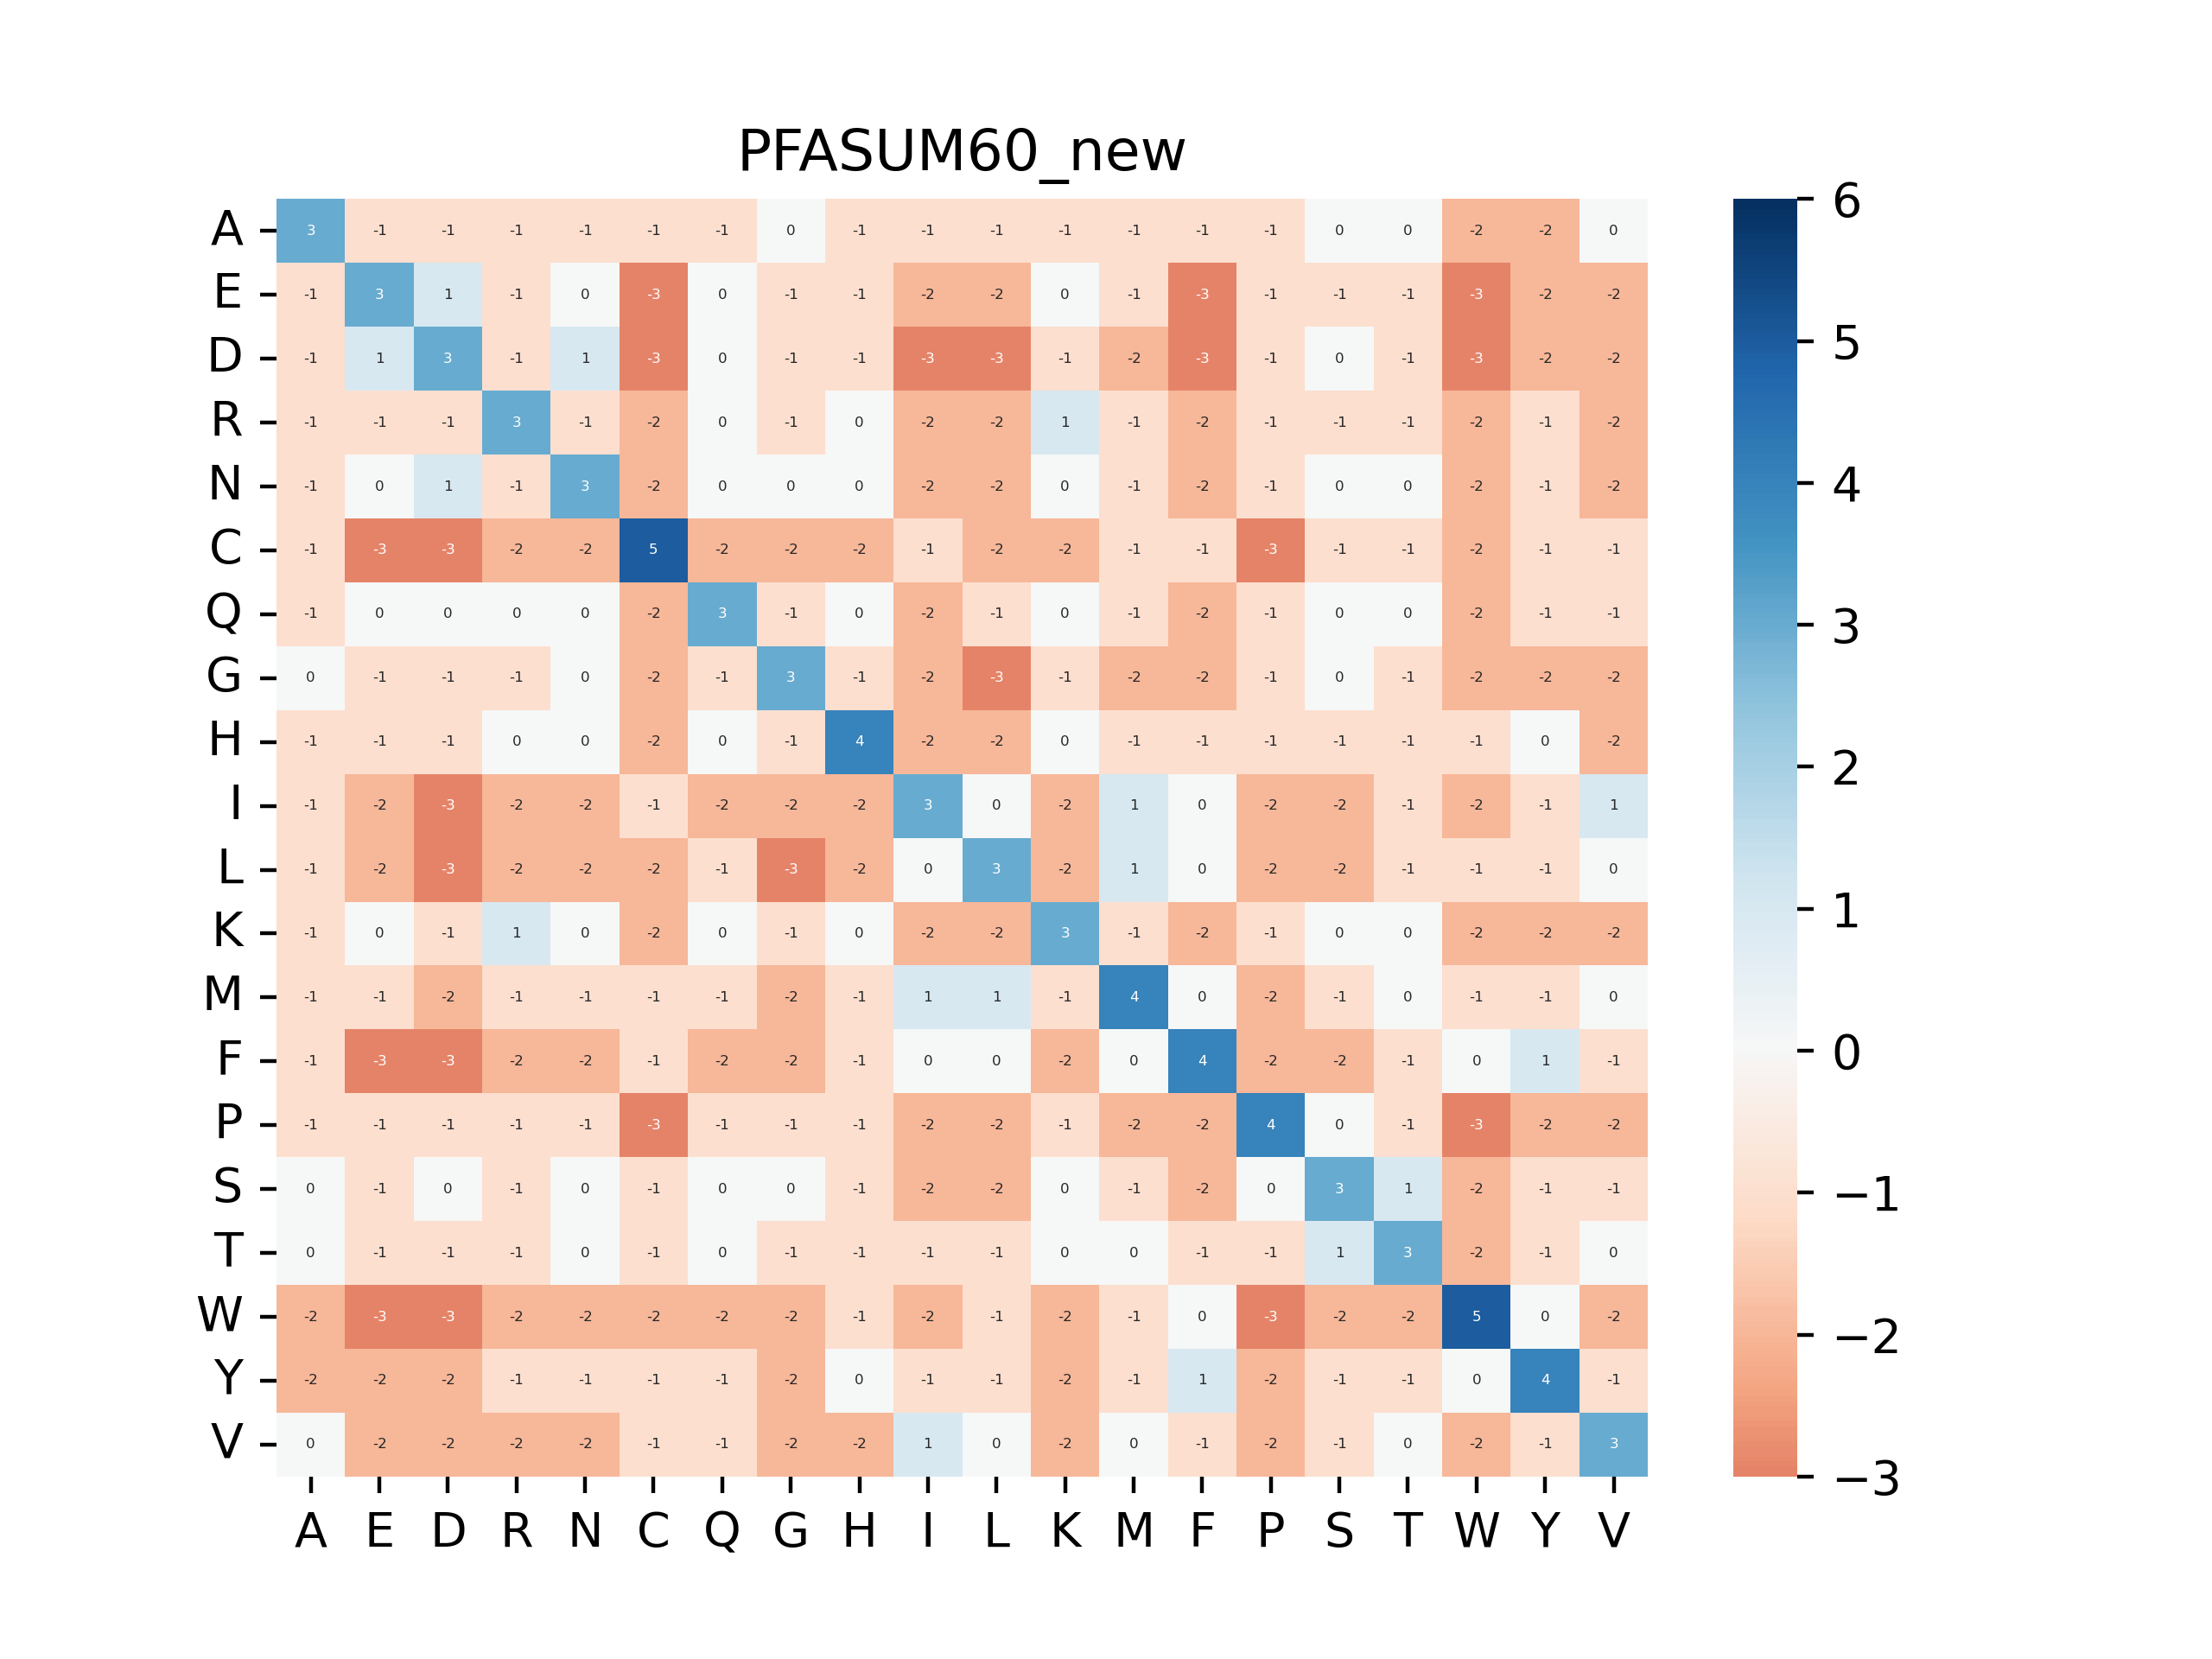 PFASUM60_new
A 3 -1 -1 -1 -1 -1 -1 0 -1 -1 -1 -1 -1 -1 -1 0 0 -2 -2 0
E -1 3 1 -1 0 -3 0 -1 -1 -2 -2 0 -1 -3 -1 -1 -1 -3 -2 -2
D -1 1 3 -1 1 -3 0 -1 -1 -3 -3 -1 -2 -3 -1 0 -1 -3 -2 -2
R -1 -1 -1 3 -1 -2 0 -1 0 -2 -2 1 -1 -2 -1 -1 -1 -2 -1 -2
N -1 0 1 -1 3 -2 0 0 0 -2 -2 0 -1 -2 -1 0 0 -2 -1 -2
C -1 -3 -3 -2 -2 5 -2 -2 -2 -1 -2 -2 -1 -1 -3 -1 -1 -2 -1 -1
Q -1 0 0 0 0 -2 3 -1 0 -2 -1 0 -1 -2 -1 0 0 -2 -1 -1
G 0 -1 -1 -1 0 -2 -1 3 -1 -2 -3 -1 -2 -2 -1 0 -1 -2 -2 -2
H -1 -1 -1 0 0 -2 0 -1 4 -2 -2 0 -1 -1 -1 -1 -1 -1 0 -2
I -1 -2 -3 -2 -2 -1 -2 -2 -2 3 0 -2 1 0 -2 -2 -1 -2 -1 1
L -1 -2 -3 -2 -2 -2 -1 -3 -2 0 3 -2 1 0 -2 -2 -1 -1 -1 0
K -1 0 -1 1 0 -2 0 -1 0 -2 -2 3 -1 -2 -1 0 0 -2 -2 -2
M -1 -1 -2 -1 -1 -1 -1 -2 -1 1 1 -1 4 0 -2 -1 0 -1 -1 0
F -1 -3 -3 -2 -2 -1 -2 -2 -1 0 0 -2 0 4 -2 -2 -1 0 1 -1
P -1 -1 -1 -1 -1 -3 -1 -1 -1 -2 -2 -1 -2 -2 4 0 -1 -3 -2 -2
S 0 -1 0 -1 0 -1 0 0 -1 -2 -2 0 -1 -2 0 3 1 -2 -1 -1
T 0 -1 -1 -1 0 -1 0 -1 -1 -1 -1 0 0 -1 -1 1 3 -2 -1 0
W -2 -3 -3 -2 -2 -2 -2 -2 -1 -2 -1 -2 -1 0 -3 -2 -2 5 0 -2
Y -2 -2 -2 -1 -1 -1 -1 -2 0 -1 -1 -2 -1 1 -2 -1 -1 0 4 -1
V 0 -2 -2 -2 -2 -1 -1 -2 -2 1 0 -2 0 -1 -2 -1 0 -2 -1 3
A E D R N C Q G H I L K M F P S T W Y V
6
5
4
3
2
1
0
−1
−2
−3